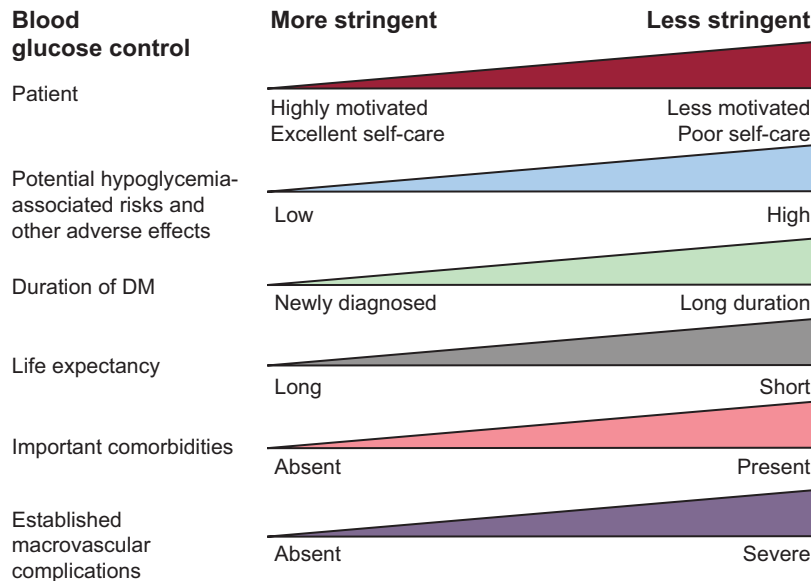 Blood
glucose control
More stringent
Less stringent
Patient
Highly motivated
Excellent self-care
Less motivated
Poor self-care
Potential hypoglycemia-
associated risks and
other adverse effects
Low
High
Duration of DM
Newly diagnosed
Long duration
Life expectancy
Long
Short
Important comorbidities
Absent
Present
Established
macrovascular
complications
Absent
Severe